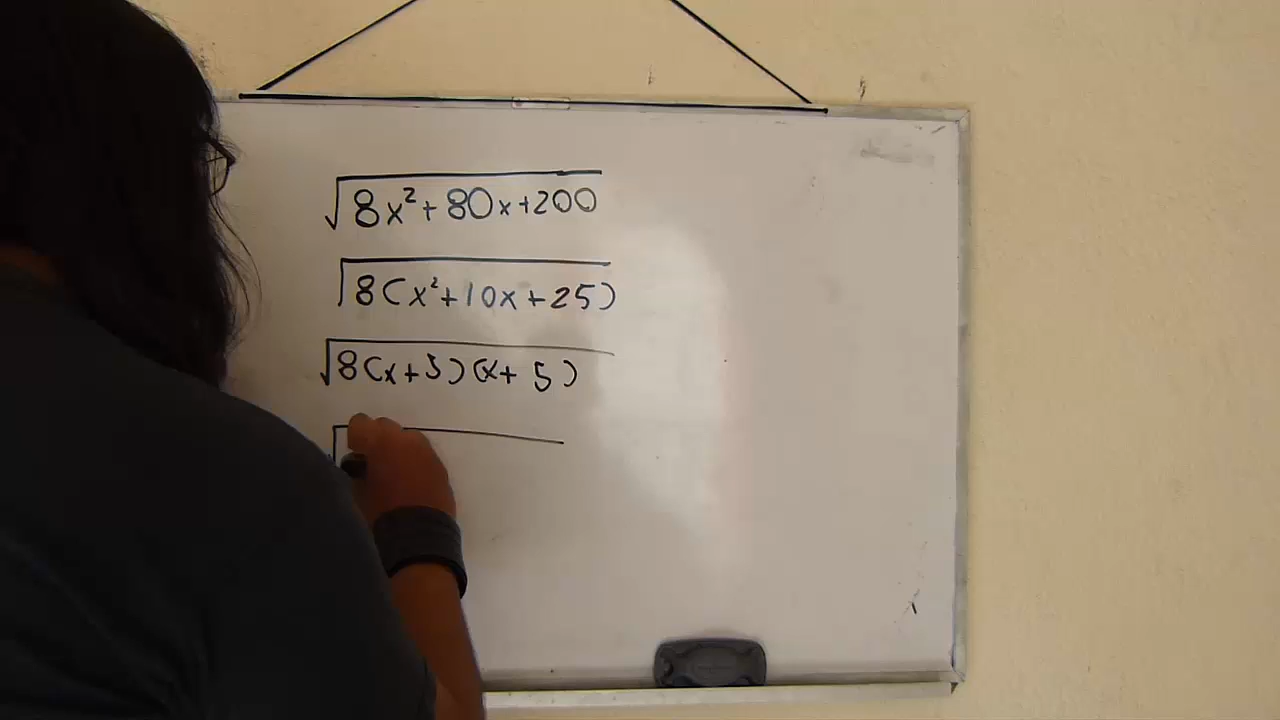 √8x²+80x+200
√8(x²+10x+25)
√8(x+5)(x+5)
√